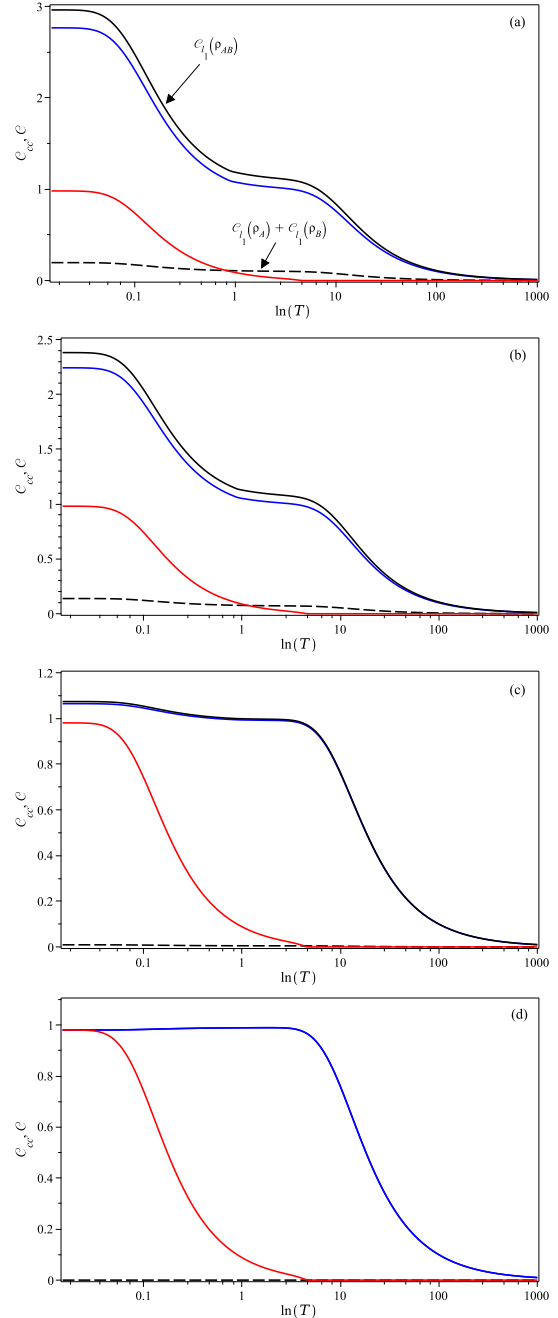 (a)
𝒞_{l_1}(ρ_{AB})
𝒞_{l_1}(ρ_A) + 𝒞_{l_1}(ρ_B)
𝒞_{cc}, 𝒞
3
2
1
0
0.1 1 10 100 1000
ln(T)
(b)
𝒞_{cc}, 𝒞
2.5
2
1.5
1
0.5
0
0.1 1 10 100 1000
ln(T)
(c)
𝒞_{cc}, 𝒞
1.2
1
0.8
0.6
0.4
0.2
0
0.1 1 10 100 1000
ln(T)
(d)
𝒞_{cc}, 𝒞
1
0.8
0.6
0.4
0.2
0
0.1 1 10 100 1000
ln(T)